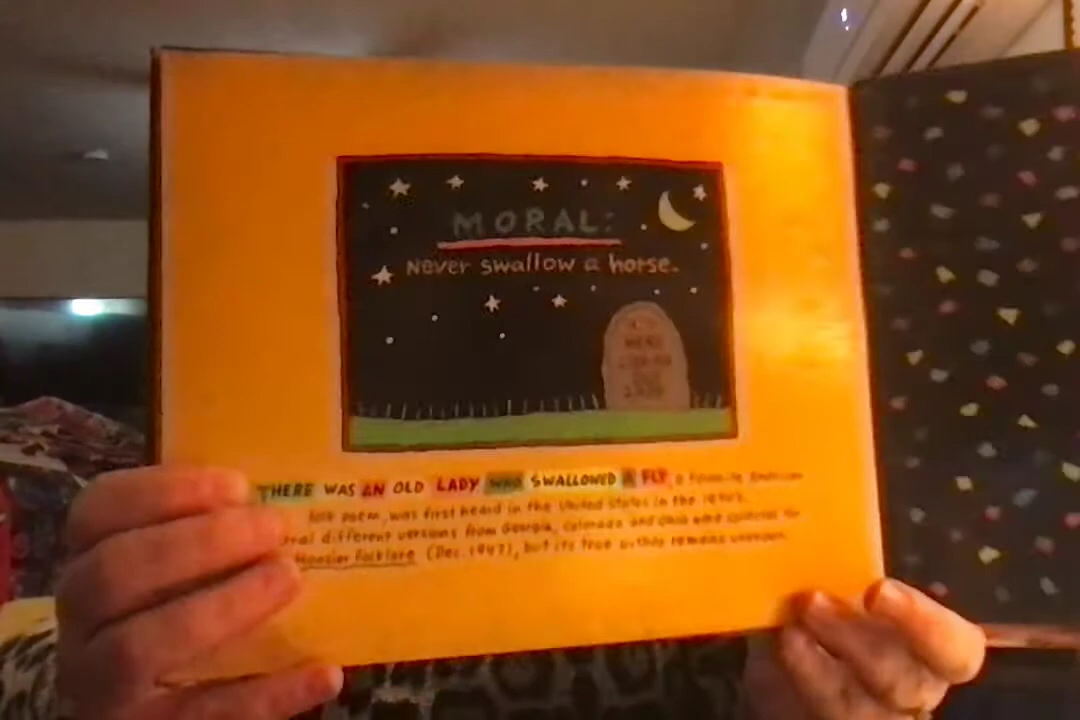 MORAL:
Never swallow a horse.
HERE
THERE WAS AN OLD LADY WHO SWALLOWED A FLY, a favorite American
folk poem, was first heard in the United States in the 1940's.
different versions from Georgia, Colorado and Ohio were
Hoosier Folklore (Dec. 1947), but its true author remains unknown.